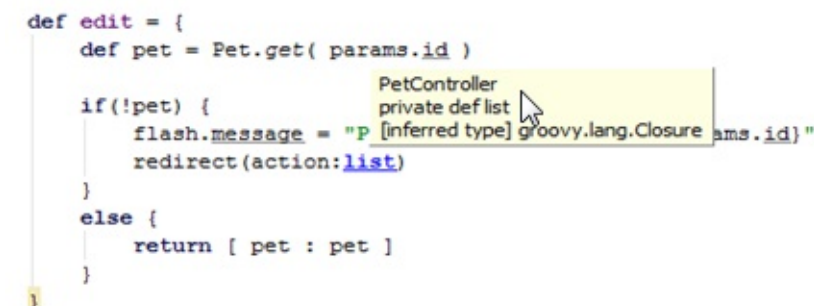 def edit = {
def pet = Pet.get( params.id )
if(!pet) {
flash.message = "P
ams.id}"
redirect(action:list)
}
else {
return [ pet : pet ]
}
}
PetController
private def list
[inferred type] groovy.lang.Closure